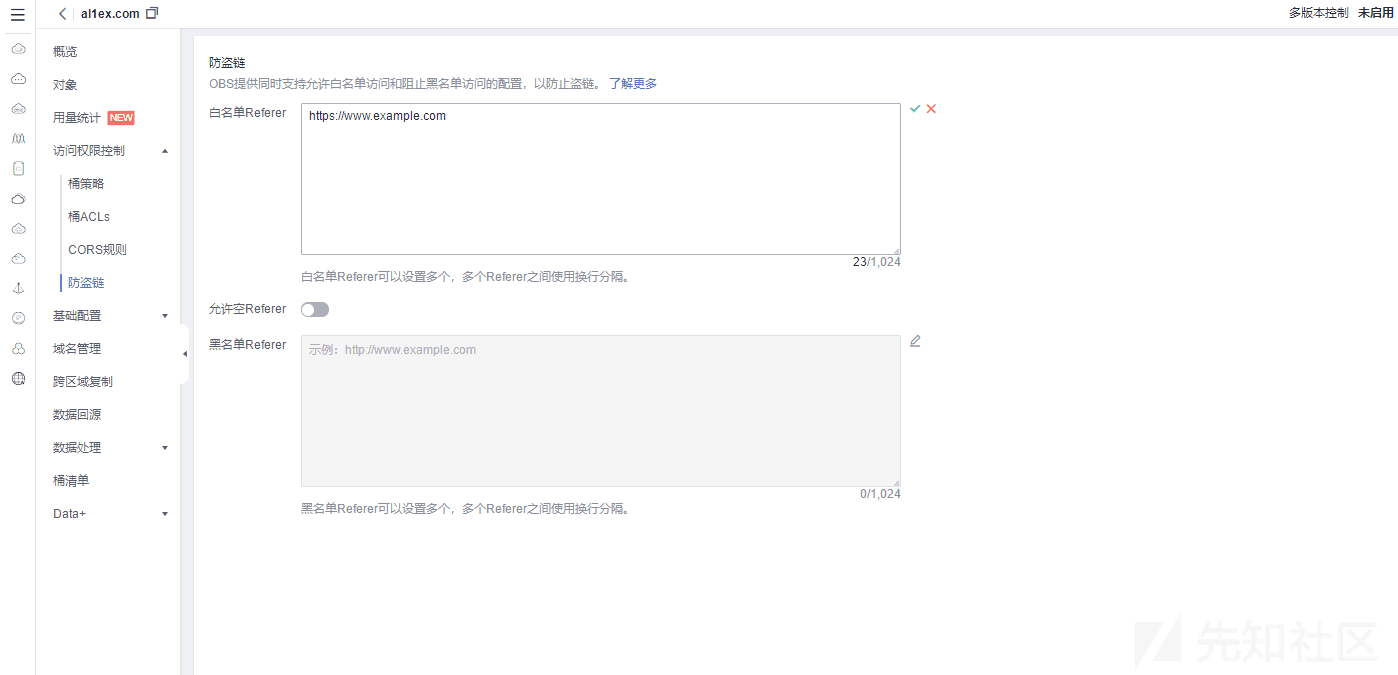 al1ex.com
多版本控制 未启用
概览
对象
用量统计 NEW
访问权限控制
桶策略
桶ACLs
CORS规则
防盗链
基础配置
域名管理
跨区域复制
数据回源
数据处理
桶清单
Data+
防盗链
OBS提供同时支持允许白名单访问和阻止黑名单访问的配置，以防止盗链。 了解更多
白名单Referer
https://www.example.com
23/1,024
白名单Referer可以设置多个，多个Referer之间使用换行分隔。
允许空Referer
黑名单Referer
示例：http://www.example.com
0/1,024
黑名单Referer可以设置多个，多个Referer之间使用换行分隔。
先知社区